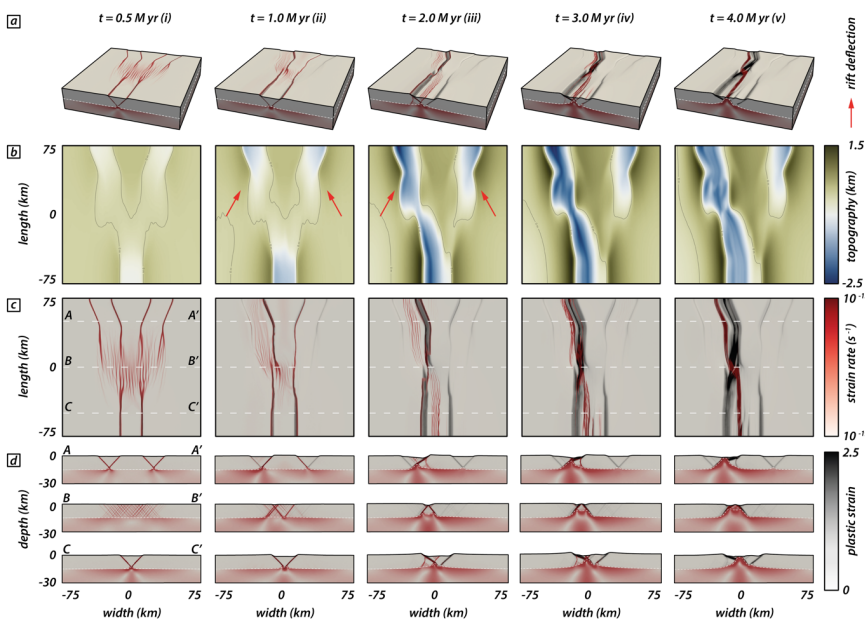 a
t = 0.5 M yr (i)
t = 1.0 M yr (ii)
t = 2.0 M yr (iii)
t = 3.0 M yr (iv)
t = 4.0 M yr (v)
rift deflection
b
75
0
-75
length (km)
1.5
-2.5
topography (km)
c
75
0
-75
length (km)
A A'
B B'
C C'
10⁻¹
10⁻¹
strain rate (s⁻¹)
d
A A'
0
-30
B B'
0
-30
C C'
0
-30
depth (km)
2.5
0
plastic strain
-75 0 75
-75 0 75
-75 0 75
-75 0 75
-75 0 75
width (km)
width (km)
width (km)
width (km)
width (km)